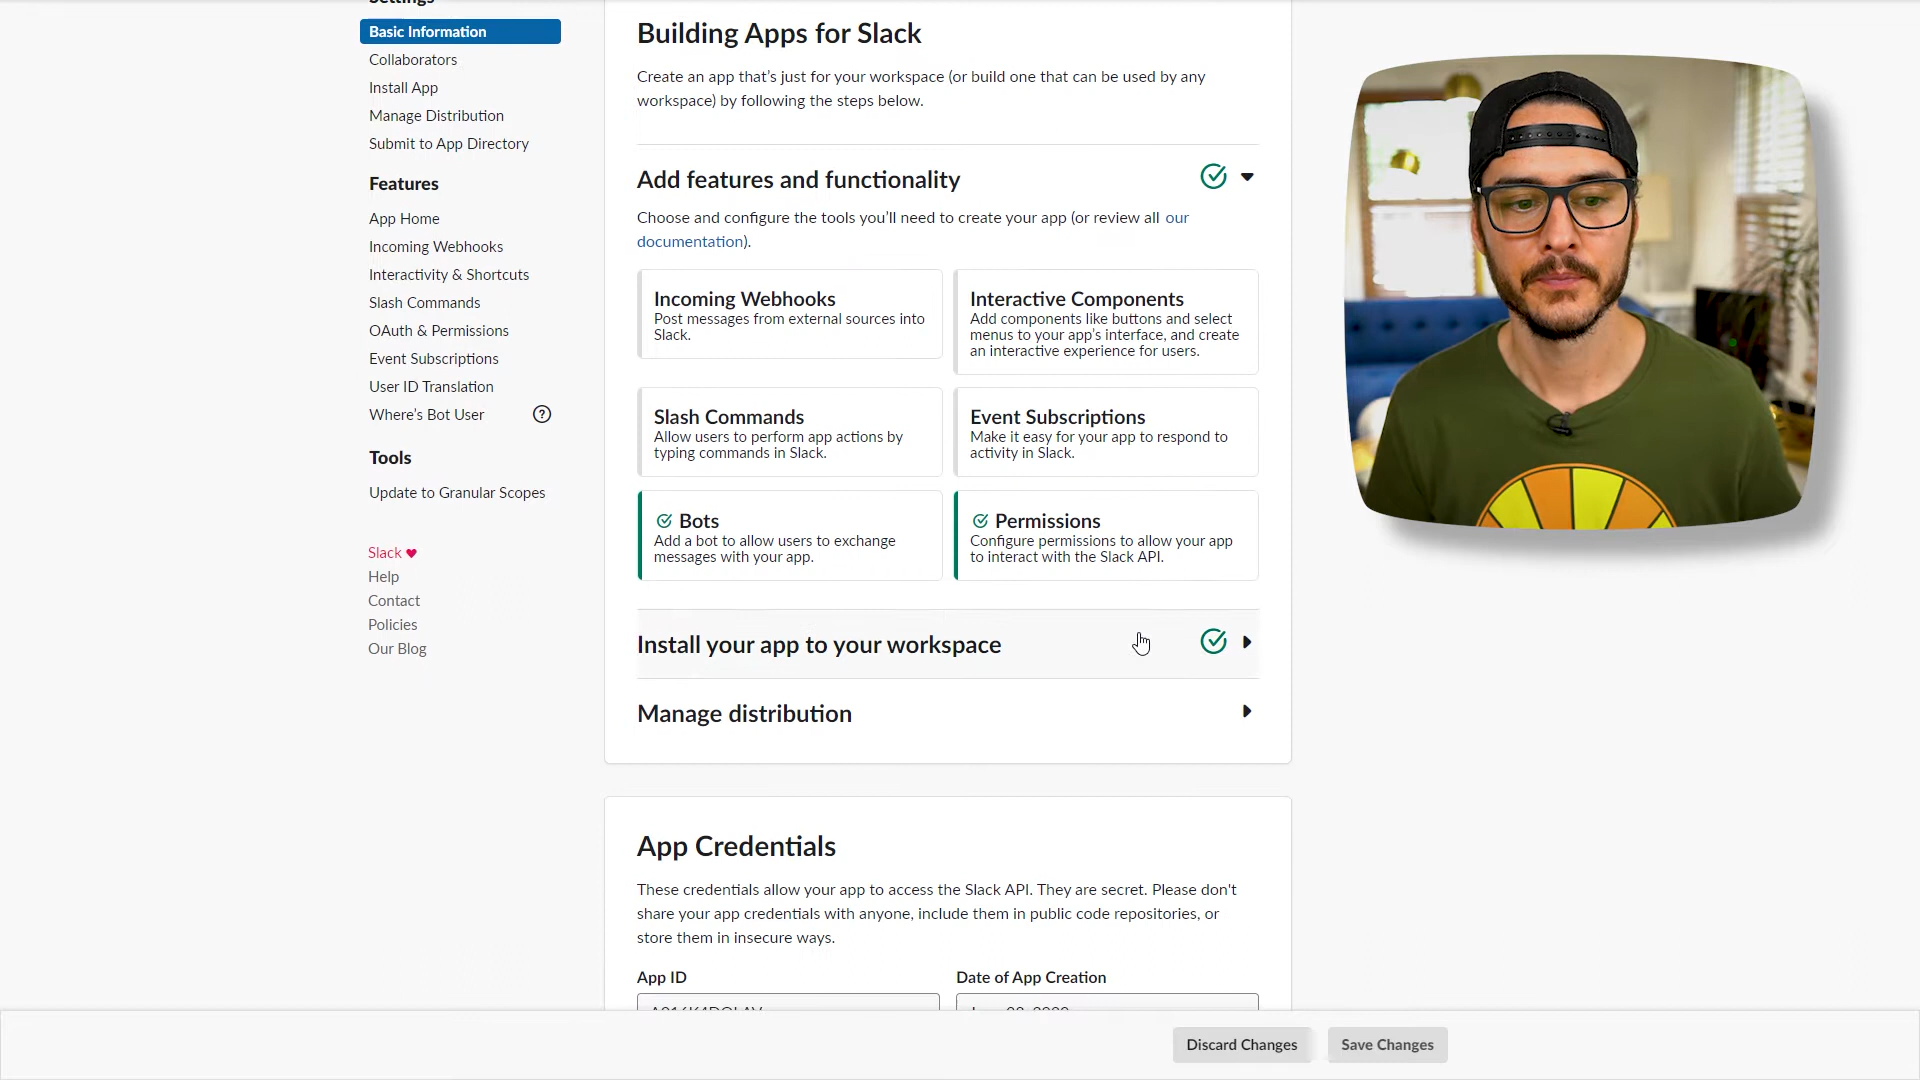 Settings
Basic Information
Collaborators
Install App
Manage Distribution
Submit to App Directory
Features
App Home
Incoming Webhooks
Interactivity & Shortcuts
Slash Commands
OAuth & Permissions
Event Subscriptions
User ID Translation
Where's Bot User
?
Tools
Update to Granular Scopes
Slack
Help
Contact
Policies
Our Blog
Building Apps for Slack
Create an app that's just for your workspace (or build one that can be used by any
workspace) by following the steps below.
Add features and functionality
Choose and configure the tools you'll need to create your app (or review all our
documentation).
Incoming Webhooks
Post messages from external sources into
Slack.
Interactive Components
Add components like buttons and select
menus to your app's interface, and create
an interactive experience for users.
Slash Commands
Allow users to perform app actions by
typing commands in Slack.
Event Subscriptions
Make it easy for your app to respond to
activity in Slack.
Bots
Add a bot to allow users to exchange
messages with your app.
Permissions
Configure permissions to allow your app
to interact with the Slack API.
Install your app to your workspace
Manage distribution
App Credentials
These credentials allow your app to access the Slack API. They are secret. Please don't
share your app credentials with anyone, include them in public code repositories, or
store them in insecure ways.
App ID
Date of App Creation
Discard Changes
Save Changes